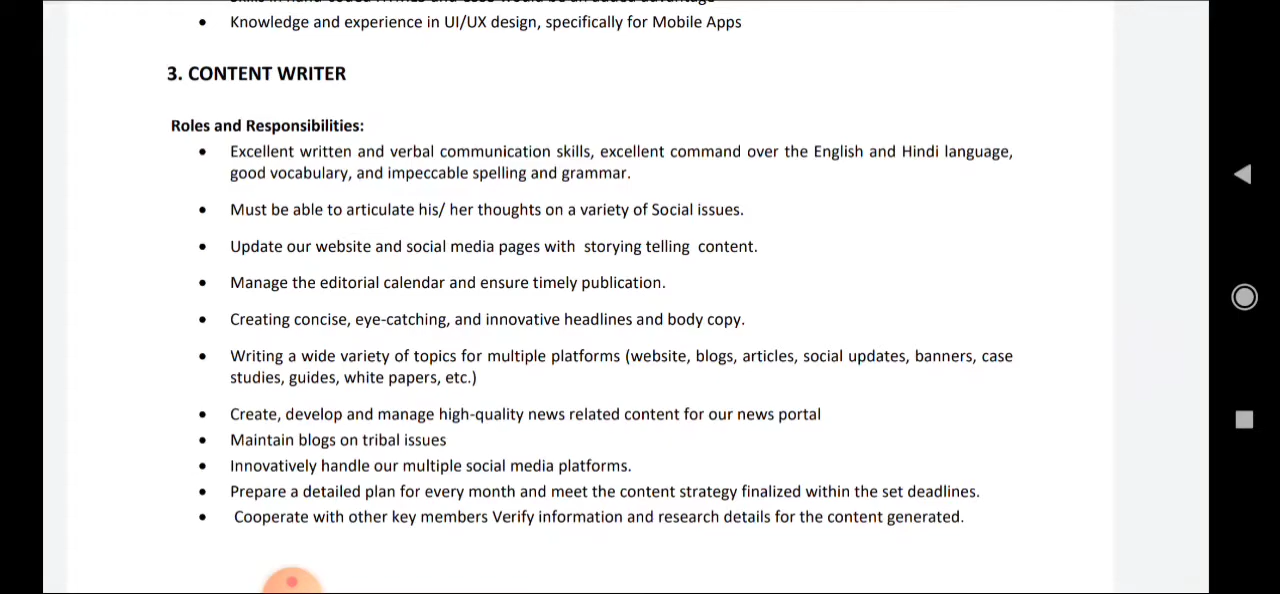 • Knowledge and experience in UI/UX design, specifically for Mobile Apps
3. CONTENT WRITER
Roles and Responsibilities:
• Excellent written and verbal communication skills, excellent command over the English and Hindi language,
good vocabulary, and impeccable spelling and grammar.
• Must be able to articulate his/ her thoughts on a variety of Social issues.
• Update our website and social media pages with storying telling content.
• Manage the editorial calendar and ensure timely publication.
• Creating concise, eye-catching, and innovative headlines and body copy.
• Writing a wide variety of topics for multiple platforms (website, blogs, articles, social updates, banners, case
studies, guides, white papers, etc.)
• Create, develop and manage high-quality news related content for our news portal
• Maintain blogs on tribal issues
• Innovatively handle our multiple social media platforms.
• Prepare a detailed plan for every month and meet the content strategy finalized within the set deadlines.
• Cooperate with other key members Verify information and research details for the content generated.